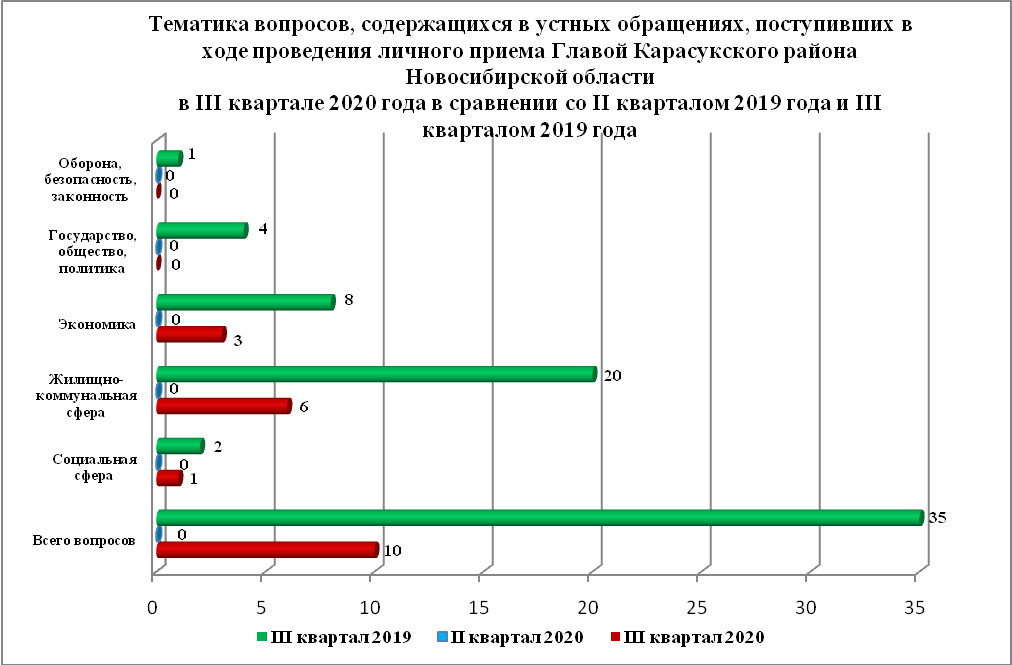 Тематика вопросов, содержащихся в устных обращениях, поступивших в
ходе проведения личного приема Главой Карасукского района
Новосибирской области
в III квартале 2020 года в сравнении со II кварталом 2019 года и III
кварталом 2019 года
Оборона,
безопасность,
законность
1
0
0
Государство,
общество,
политика
4
0
0
Экономика
8
0
3
Жилищно-
коммунальная
сфера
20
0
6
Социальная
сфера
2
0
1
Всего вопросов
35
0
10
0 5 10 15 20 25 30 35
III квартал 2019 II квартал 2020 III квартал 2020